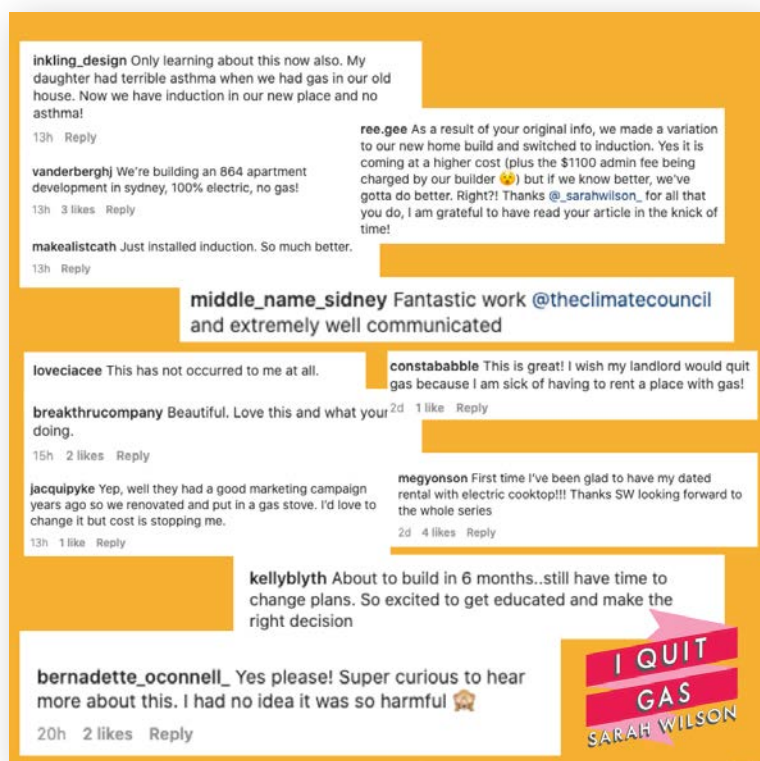 inkling_design Only learning about this now also. My
daughter had terrible asthma when we had gas in our old
house. Now we have induction in our new place and no
asthma!
13h Reply
vanderberghj We're building an 864 apartment
development in sydney, 100% electric, no gas!
13h 3 likes Reply
makealistcath Just installed induction. So much better.
13h Reply
ree.gee As a result of your original info, we made a variation
to our new home build and switched to induction. Yes it is
coming at a higher cost (plus the $1100 admin fee being
charged by our builder 😯) but if we know better, we've
gotta do better. Right?! Thanks @_sarahwilson_ for all that
you do, I am grateful to have read your article in the knick of
time!
middle_name_sidney Fantastic work @theclimatecouncil
and extremely well communicated
loveciacee This has not occurred to me at all.
breakthrucompany Beautiful. Love this and what your
doing.
15h 2 likes Reply
constababble This is great! I wish my landlord would quit
gas because I am sick of having to rent a place with gas!
2d 1 like Reply
jacquipyke Yep, well they had a good marketing campaign
years ago so we renovated and put in a gas stove. I'd love to
change it but cost is stopping me.
13h 1 like Reply
megyonson First time I've been glad to have my dated
rental with electric cooktop!!! Thanks SW looking forward to
the whole series
2d 4 likes Reply
kellyblyth About to build in 6 months..still have time to
change plans. So excited to get educated and make the
right decision
bernadette_oconnell_ Yes please! Super curious to hear
more about this. I had no idea it was so harmful 🙈
20h 2 likes Reply
I QUIT
GAS
SARAH WILSON